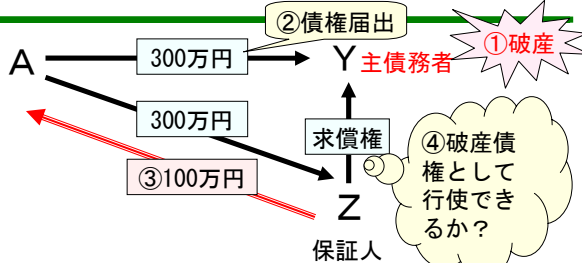 ②債権届出
①破産
A
300万円
Y
主債務者
300万円
求償権
③100万円
④破産債
権として
行使でき
るか？
Z
保証人